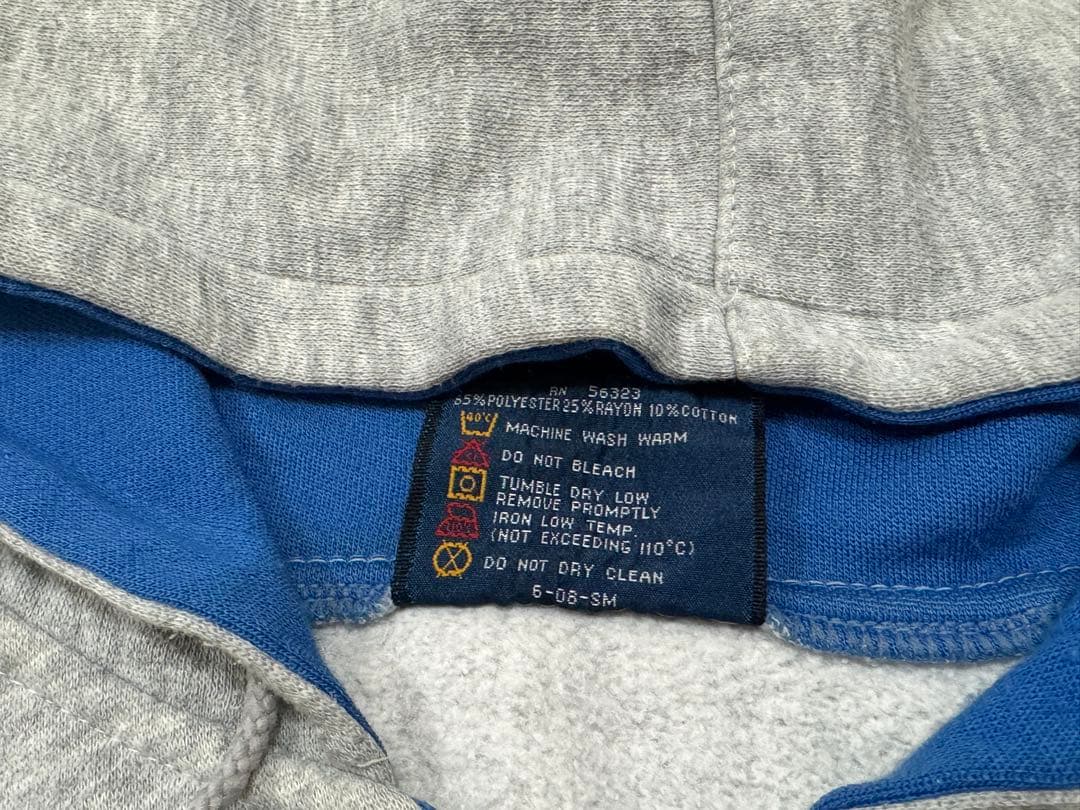 RN 56323
65%POLYESTER 25%RAYON 10%COTTON
40°C MACHINE WASH WARM
DO NOT BLEACH
TUMBLE DRY LOW
REMOVE PROMPTLY
IRON LOW TEMP.
(NOT EXCEEDING 110°C)
DO NOT DRY CLEAN
6-08-SM